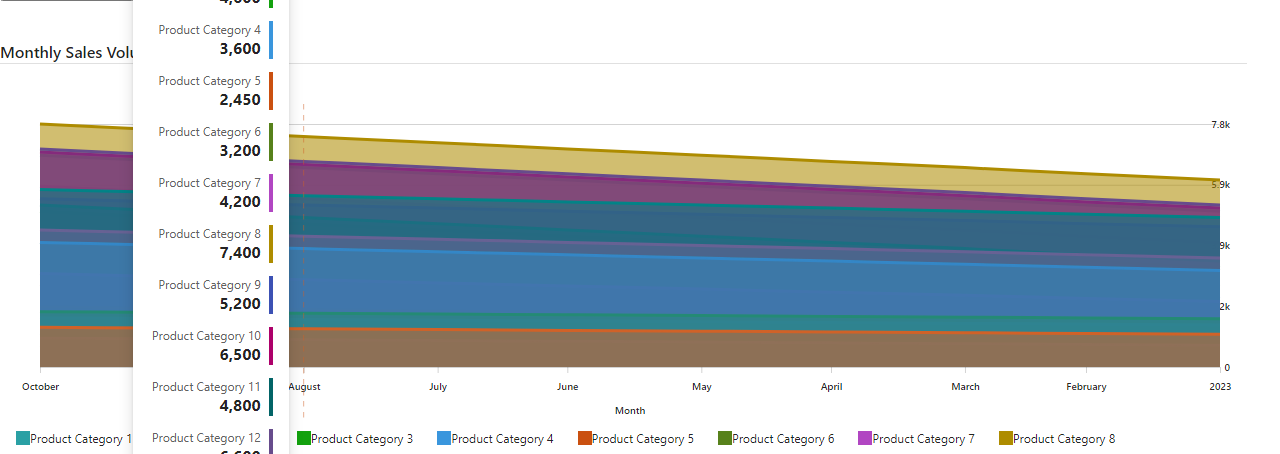 Product Category 4
3,600
Monthly Sales
Product Category 5
2,450
Product Category 6
3,200
7.8k
Product Category 7
4,200
Product Category 8
7,400
Product Category 9
5,200
Product Category 10
6,500
0
Product Category 11
4,800
October
August
July
June
May
April
March
February
2023
Month
Product Category 12
Product Category 1
Product Category 3
Product Category 4
Product Category 5
Product Category 6
Product Category 7
Product Category 8